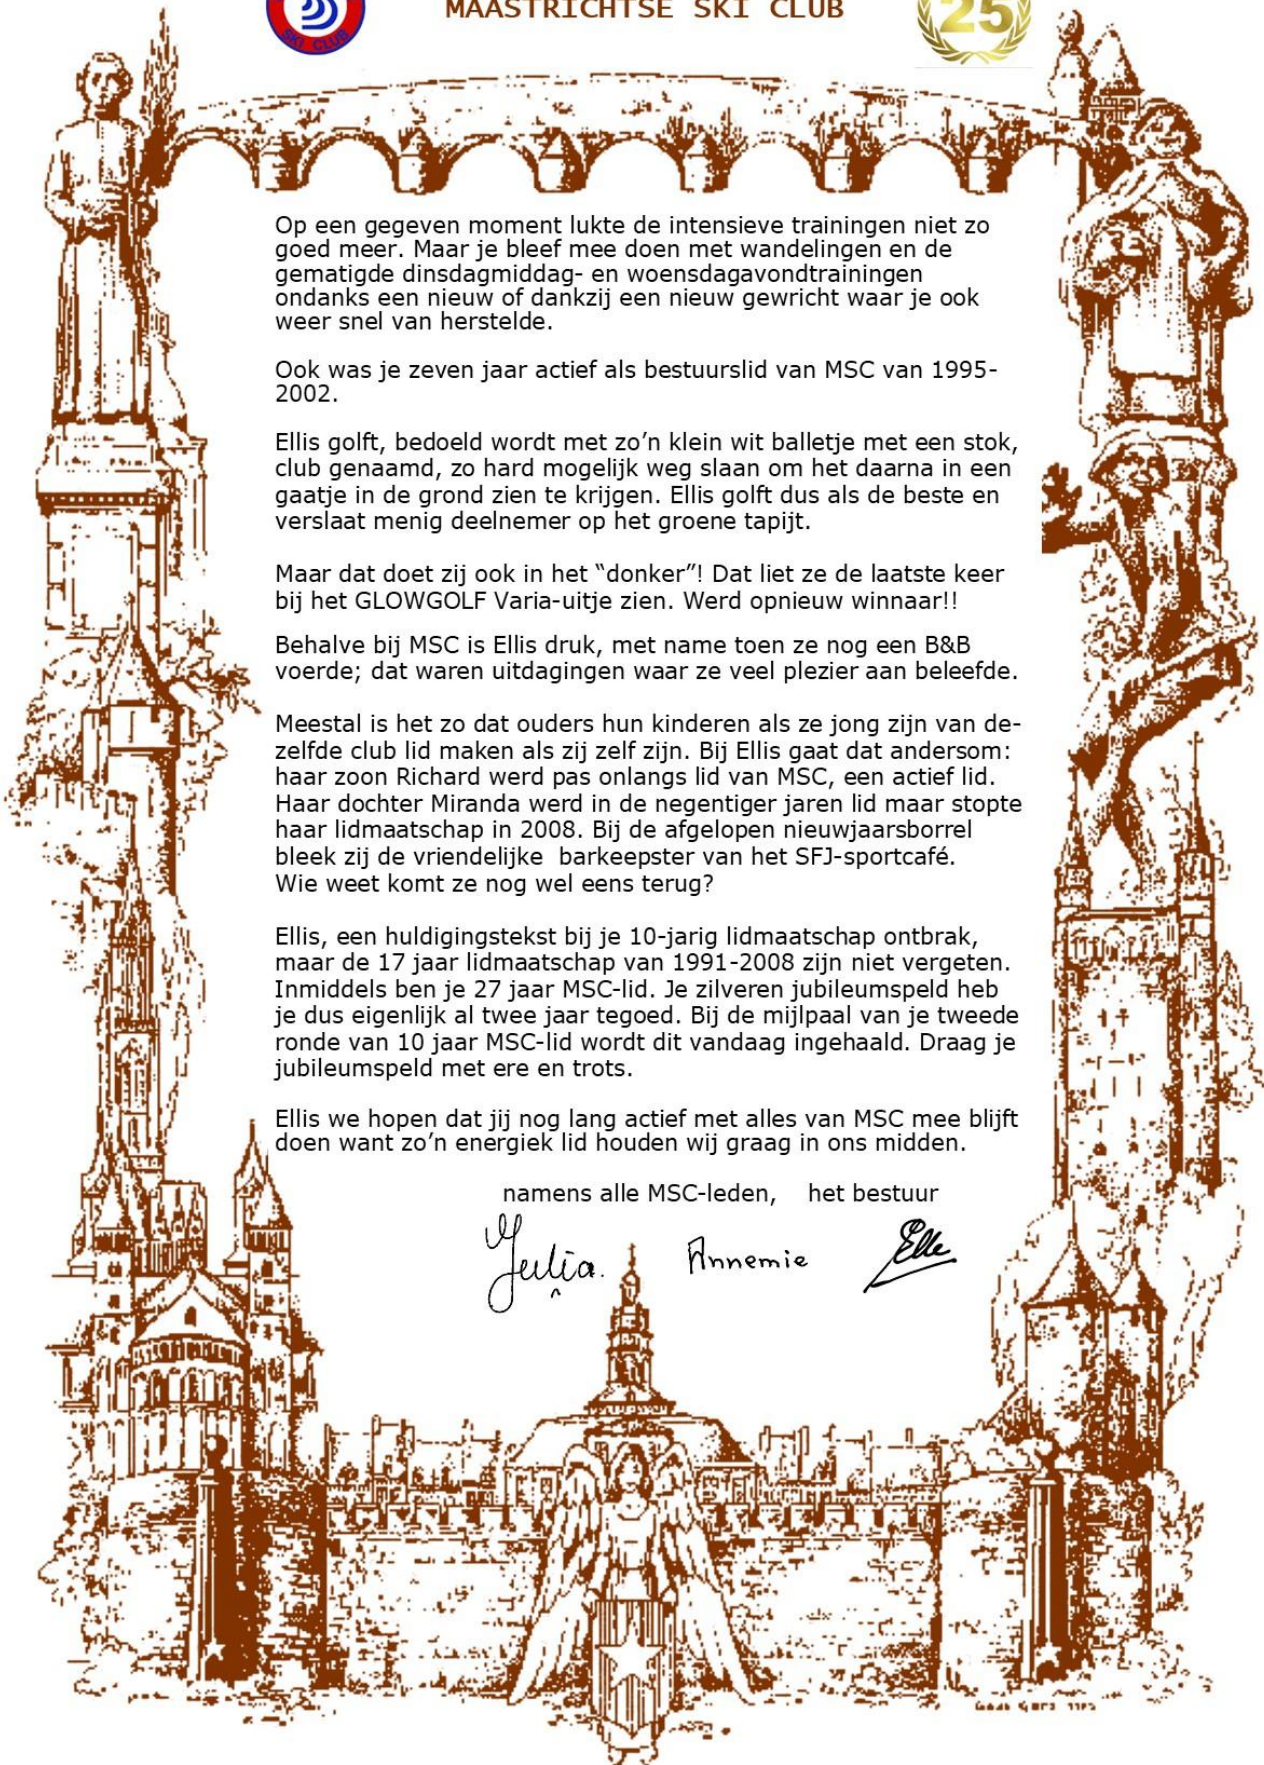 MAASTRICHTSE SKI CLUB
SKI CLUB
25
Op een gegeven moment lukte de intensieve trainingen niet zo
goed meer. Maar je bleef mee doen met wandelingen en de
gematigde dinsdagmiddag- en woensdagavondtrainingen
ondanks een nieuw of dankzij een nieuw gewricht waar je ook
weer snel van herstelde.
Ook was je zeven jaar actief als bestuurslid van MSC van 1995-
2002.
Ellis golft, bedoeld wordt met zo’n klein wit balletje met een stok,
club genaamd, zo hard mogelijk weg slaan om het daarna in een
gaatje in de grond zien te krijgen. Ellis golft dus als de beste en
verslaat menig deelnemer op het groene tapijt.
Maar dat doet zij ook in het “donker”! Dat liet ze de laatste keer
bij het GLOWGOLF Varia-uitje zien. Werd opnieuw winnaar!!
Behalve bij MSC is Ellis druk, met name toen ze nog een B&B
voerde; dat waren uitdagingen waar ze veel plezier aan beleefde.
Meestal is het zo dat ouders hun kinderen als ze jong zijn van de-
zelfde club lid maken als zij zelf zijn. Bij Ellis gaat dat andersom:
haar zoon Richard werd pas onlangs lid van MSC, een actief lid.
Haar dochter Miranda werd in de negentiger jaren lid maar stopte
haar lidmaatschap in 2008. Bij de afgelopen nieuwjaarsborrel
bleek zij de vriendelijke barkeepster van het SFJ-sportcafé.
Wie weet komt ze nog wel eens terug?
Ellis, een huldigingstekst bij je 10-jarig lidmaatschap ontbrak,
maar de 17 jaar lidmaatschap van 1991-2008 zijn niet vergeten.
Inmiddels ben je 27 jaar MSC-lid. Je zilveren jubileumspeld heb
je dus eigenlijk al twee jaar tegoed. Bij de mijlpaal van je tweede
ronde van 10 jaar MSC-lid wordt dit vandaag ingehaald. Draag je
jubileumspeld met ere en trots.
Ellis we hopen dat jij nog lang actief met alles van MSC mee blijft
doen want zo’n energiek lid houden wij graag in ons midden.
namens alle MSC-leden, het bestuur
Julia. Annemie Elle